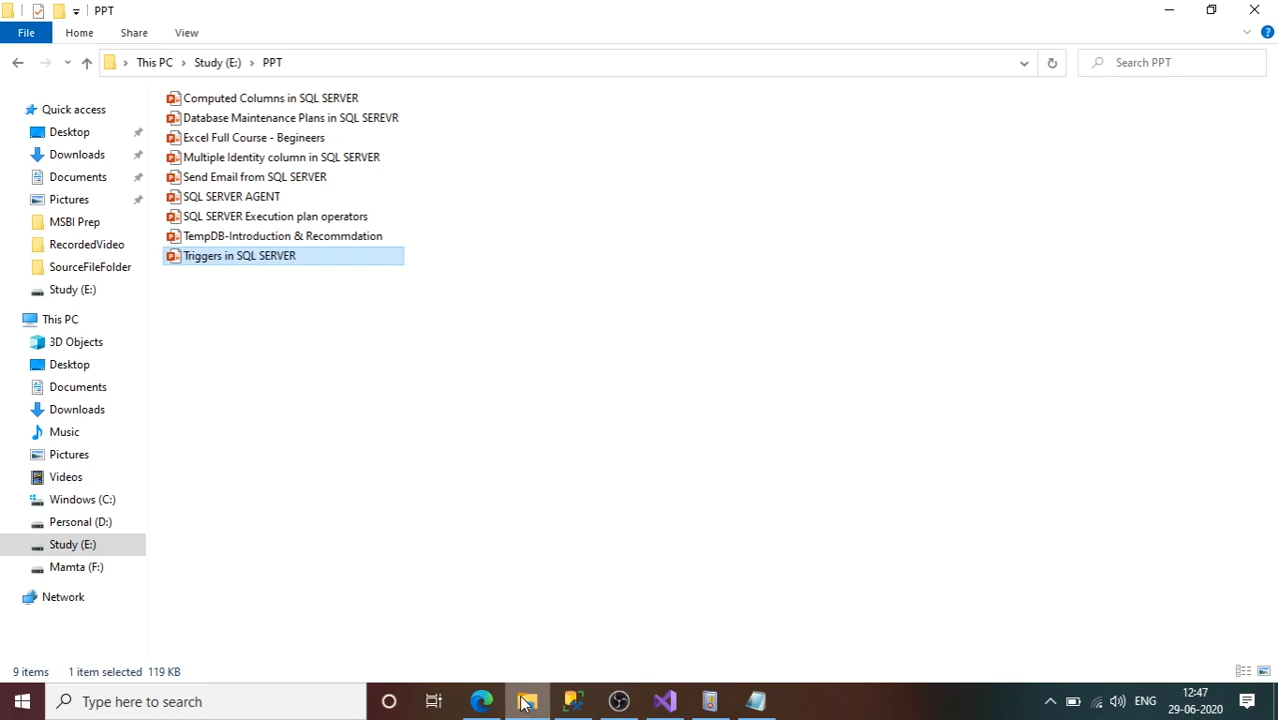 PPT
File Home Share View
This PC Study (E:) PPT Search PPT
Quick access
Desktop
Downloads
Documents
Pictures
MSBI Prep
RecordedVideo
SourceFileFolder
Study (E:)
This PC
3D Objects
Desktop
Documents
Downloads
Music
Pictures
Videos
Windows (C:)
Personal (D:)
Study (E:)
Mamta (F:)
Network
Computed Columns in SQL SERVER
Database Maintenance Plans in SQL SEREVR
Excel Full Course - Begineers
Multiple Identity column in SQL SERVER
Send Email from SQL SERVER
SQL SERVER AGENT
SQL SERVER Execution plan operators
TempDB-Introduction & Recommdation
Triggers in SQL SERVER
9 items 1 item selected 119 KB
Type here to search
ENG
12:47
29-06-2020